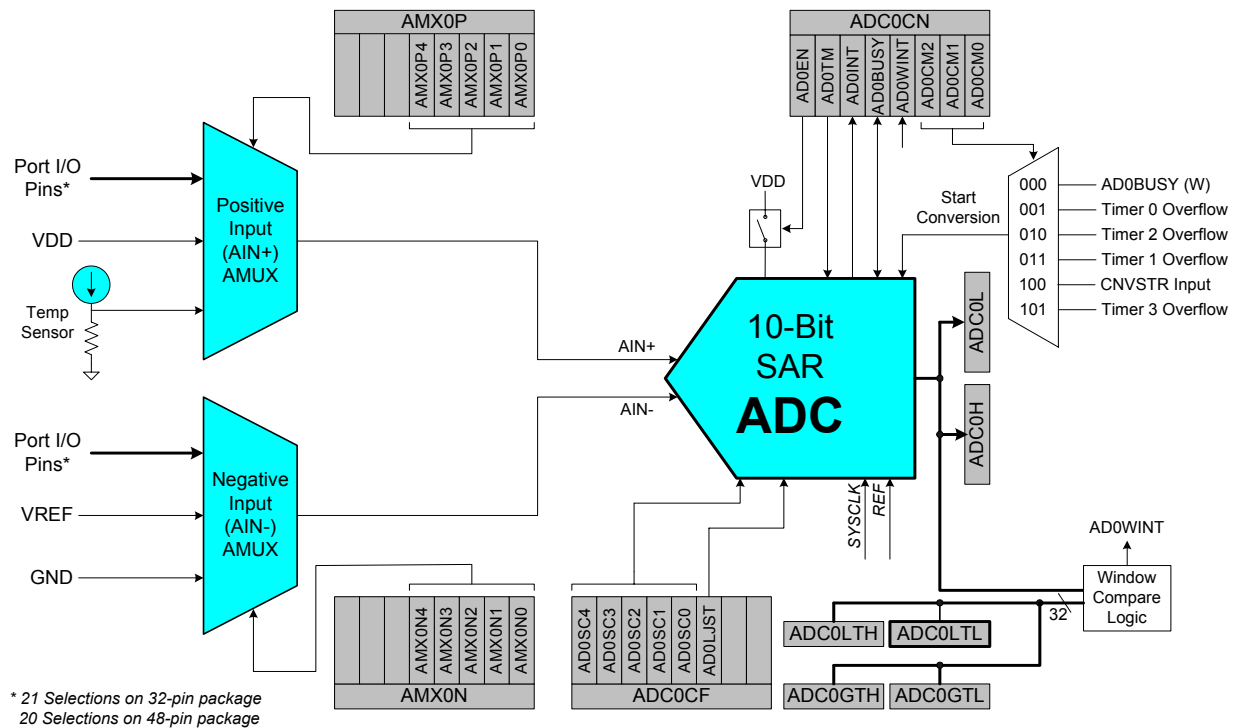 AMX0P
AMX0P4
AMX0P3
AMX0P2
AMX0P1
AMX0P0
ADC0CN
AD0EN
AD0TM
AD0INT
AD0BUSY
AD0WINT
AD0CM2
AD0CM1
AD0CM0
Port I/O
Pins*
VDD
Temp
Sensor
Positive
Input
(AIN+)
AMUX
VDD
Start
Conversion
000 AD0BUSY (W)
001 Timer 0 Overflow
010 Timer 2 Overflow
011 Timer 1 Overflow
100 CNVSTR Input
101 Timer 3 Overflow
AIN+
AIN-
10-Bit
SAR
ADC
ADC0L
ADC0H
Port I/O
Pins*
VREF
GND
Negative
Input
(AIN-)
AMUX
SYSCLK
REF
AD0WINT
Window
Compare
Logic
32
AMX0N4
AMX0N3
AMX0N2
AMX0N1
AMX0N0
AMX0N
AD0SC4
AD0SC3
AD0SC2
AD0SC1
AD0SC0
AD0LJST
ADC0CF
ADC0LTH
ADC0LTL
ADC0GTH
ADC0GTL
* 21 Selections on 32-pin package
20 Selections on 48-pin package